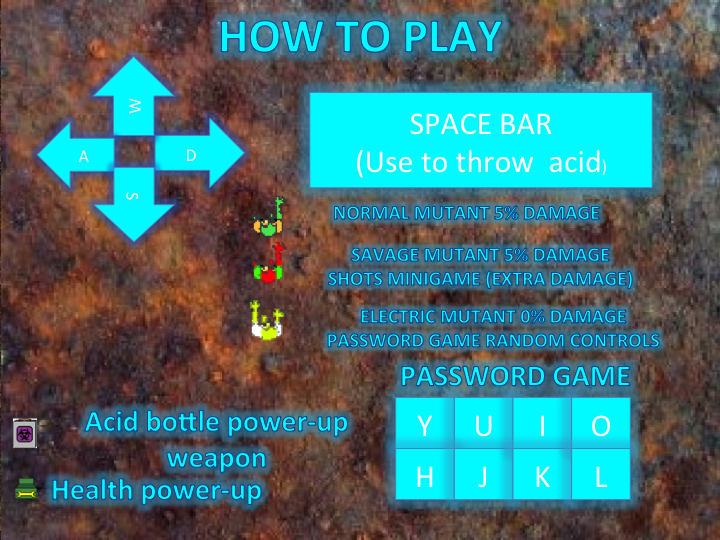 HOW TO PLAY
W
A
D
S
SPACE BAR
(Use to throw  acid)
NORMAL MUTANT 5% DAMAGE
SAVAGE MUTANT 5% DAMAGE
SHOTS MINIGAME (EXTRA DAMAGE)
ELECTRIC MUTANT 0% DAMAGE
PASSWORD GAME RANDOM CONTROLS
PASSWORD GAME
Y U I O
H J K L
Acid bottle power-up
weapon
Health power-up